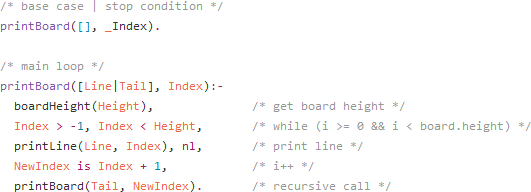 /* base case | stop condition */
printBoard([], _Index).
/* main loop */
printBoard([Line|Tail], Index):-
boardHeight(Height), /* get board height */
Index > -1, Index < Height, /* while (i >= 0 && i < board.height) */
printLine(Line, Index), nl, /* print line */
NewIndex is Index + 1, /* i++ */
printBoard(Tail, NewIndex). /* recursive call */